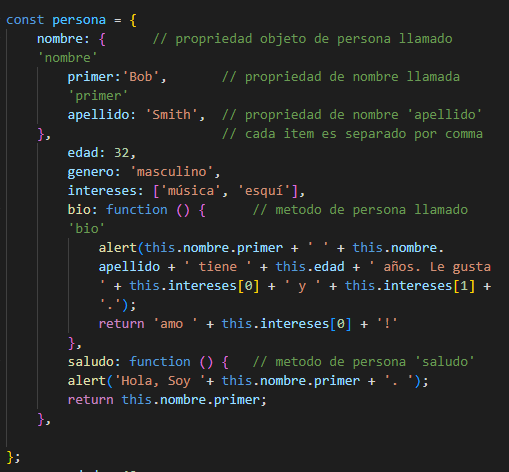 const persona = {
    nombre: {      // propriedad objeto de persona llamado
    'nombre'
        primer:'Bob',       // propriedad de nombre llamada
        'primer'
        apellido: 'Smith',  // propriedad de nombre 'apellido'
    },                      // cada item es separado por comma
        edad: 32,
        genero: 'masculino',
        intereses: ['música', 'esquí'],
        bio: function () {      // metodo de persona llamado
        'bio'
            alert(this.nombre.primer + ' ' + this.nombre.
            apellido + ' tiene ' + this.edad + ' años. Le gusta
            ' + this.intereses[0] + ' y ' + this.intereses[1] +
            '.');
            return 'amo ' + this.intereses[0] + '!'
        },
        saludo: function () {   // metodo de persona 'saludo'
        alert('Hola, Soy '+ this.nombre.primer + '. ');
        return this.nombre.primer;
    },
};